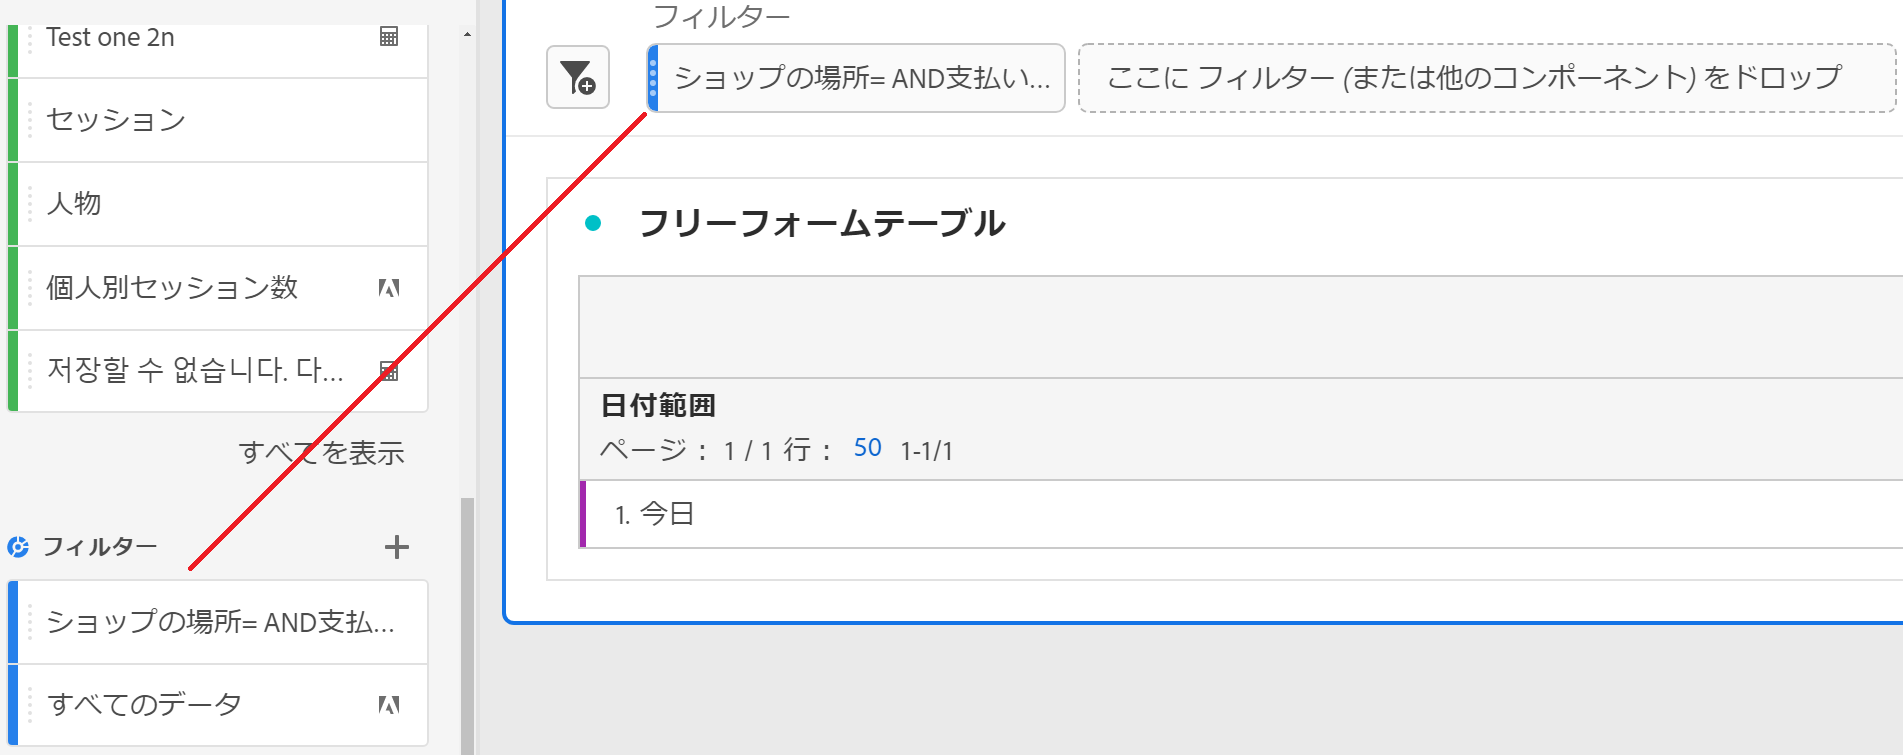 Test one 2n
セッション
人物
個人別セッション数
저장할 수 없습니다. 다...
すべてを表示
フィルター
ショップの場所= AND支払...
すべてのデータ
フィルター
ショップの場所= AND支払い...
ここに フィルター (または他のコンポーネント) をドロップ
フリーフォームテーブル
日付範囲
ページ： 1 / 1 行： 50 1-1/1
1. 今日